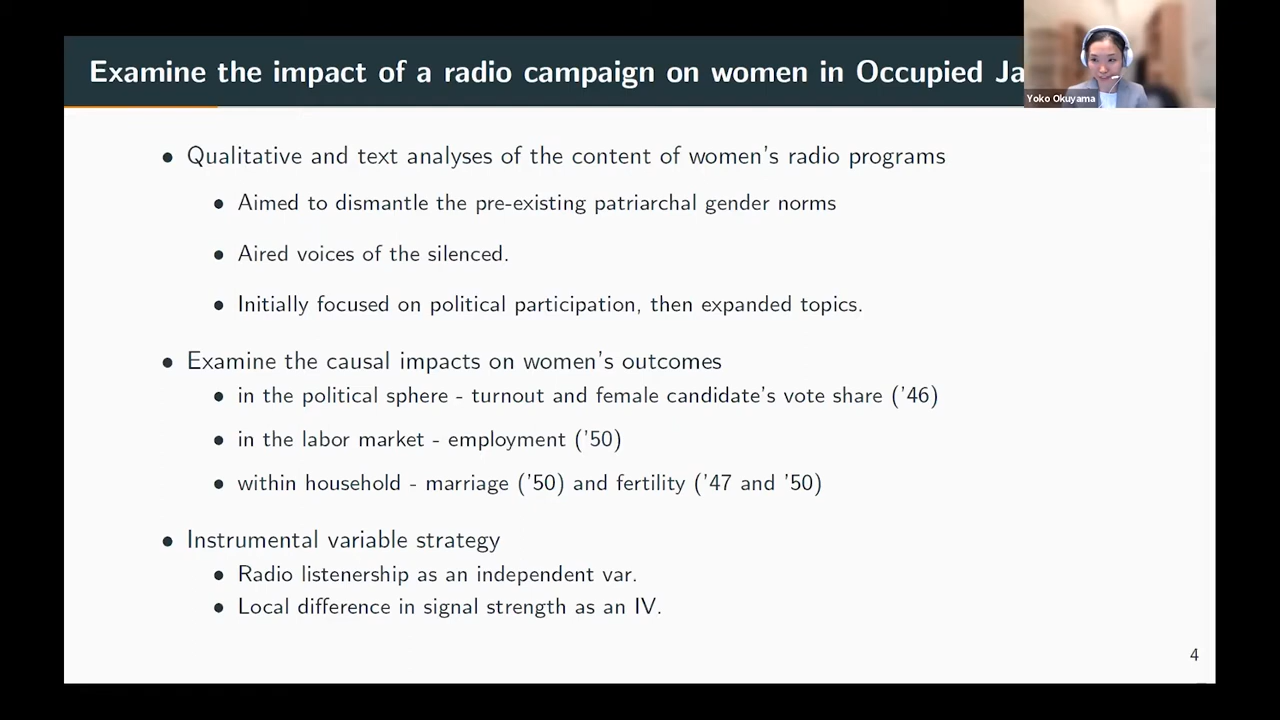 Examine the impact of a radio campaign on women in Occupied Ja
Yoko Okuyama
• Qualitative and text analyses of the content of women's radio programs
• Aimed to dismantle the pre-existing patriarchal gender norms
• Aired voices of the silenced.
• Initially focused on political participation, then expanded topics.
• Examine the causal impacts on women's outcomes
• in the political sphere - turnout and female candidate's vote share ('46)
• in the labor market - employment ('50)
• within household - marriage ('50) and fertility ('47 and '50)
• Instrumental variable strategy
• Radio listenership as an independent var.
• Local difference in signal strength as an IV.
4